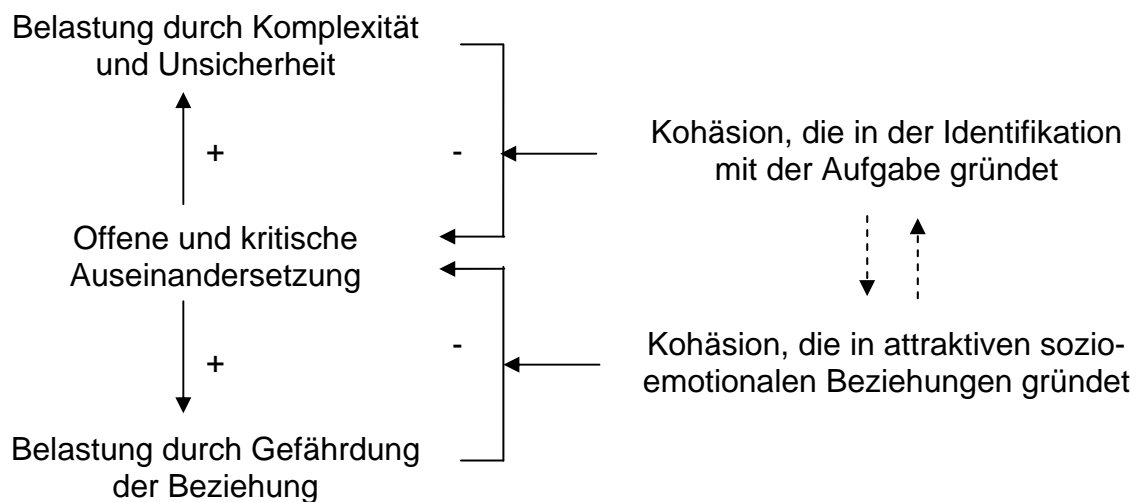 Belastung durch Komplexität
und Unsicherheit
+
-
Kohäsion, die in der Identifikation
mit der Aufgabe gründet
Offene und kritische
Auseinandersetzung
+
-
Kohäsion, die in attraktiven sozio-
emotionalen Beziehungen gründet
Belastung durch Gefährdung
der Beziehung